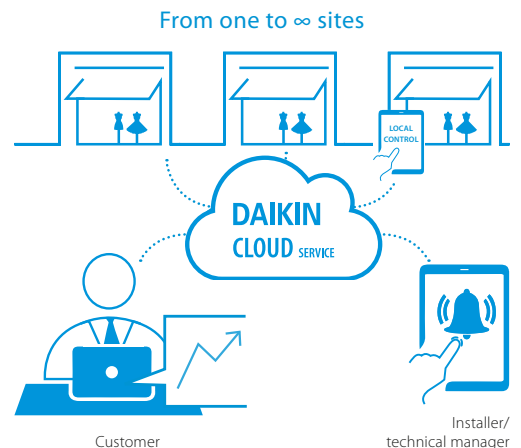 From one to ∞ sites
LOCAL
CONTROL
DAIKIN
CLOUD SERVICE
Customer
Installer/
technical manager